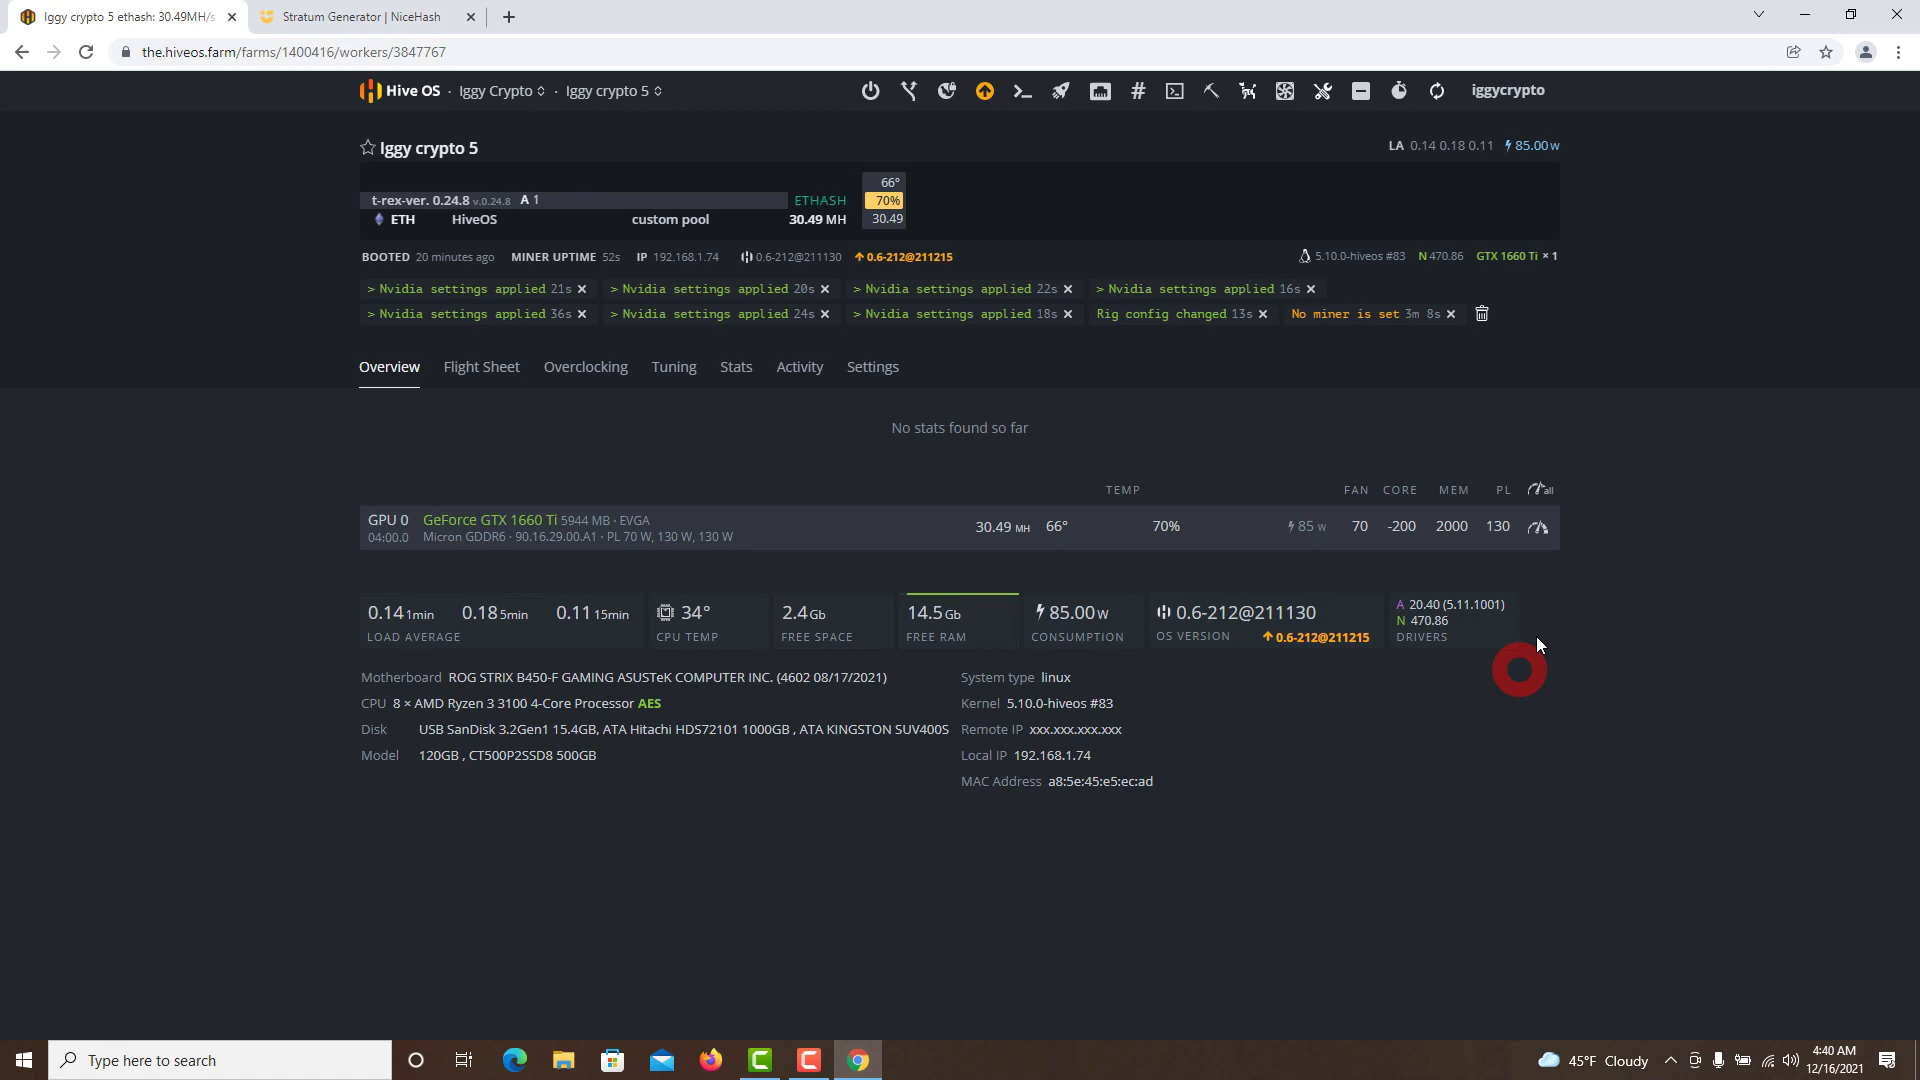 Iggy crypto 5 ethash: 30.49MH/s
Stratum Generator | NiceHash
the.hiveos.farm/farms/1400416/workers/3847767
Hive OS · Iggy Crypto · Iggy crypto 5
iggycrypto
Iggy crypto 5
LA 0.14 0.18 0.11 85.00 W
t-rex-ver. 0.24.8 v.0.24.8 A 1 ETHASH
ETH HiveOS custom pool 30.49 MH
66°
70%
30.49
BOOTED 20 minutes ago MINER UPTIME 52s IP 192.168.1.74 0.6-212@211130 0.6-212@211215 5.10.0-hiveos #83 N 470.86 GTX 1660 Ti × 1
> Nvidia settings applied 21s × > Nvidia settings applied 20s × > Nvidia settings applied 22s × > Nvidia settings applied 16s ×
> Nvidia settings applied 36s × > Nvidia settings applied 24s × > Nvidia settings applied 18s × Rig config changed 13s × No miner is set 3m 8s ×
Overview Flight Sheet Overclocking Tuning Stats Activity Settings
No stats found so far
TEMP FAN CORE MEM PL all
GPU 0 GeForce GTX 1660 Ti 5944 MB · EVGA 30.49 MH 66° 70% 85 W 70 -200 2000 130
04:00.0 Micron GDDR6 · 90.16.29.00.A1 · PL 70 W, 130 W, 130 W
0.14 1min 0.18 5min 0.11 15min
LOAD AVERAGE
34°
CPU TEMP
2.4 Gb
FREE SPACE
14.5 Gb
FREE RAM
85.00 W
CONSUMPTION
0.6-212@211130
OS VERSION 0.6-212@211215
A 20.40 (5.11.1001)
N 470.86
DRIVERS
Motherboard ROG STRIX B450-F GAMING ASUSTeK COMPUTER INC. (4602 08/17/2021)
CPU 8 × AMD Ryzen 3 3100 4-Core Processor AES
Disk USB SanDisk 3.2Gen1 15.4GB, ATA Hitachi HDS72101 1000GB , ATA KINGSTON SUV400S
Model 120GB , CT500P2SSD8 500GB
System type linux
Kernel 5.10.0-hiveos #83
Remote IP xxx.xxx.xxx.xxx
Local IP 192.168.1.74
MAC Address a8:5e:45:e5:ec:ad
Type here to search
45°F Cloudy
4:40 AM
12/16/2021